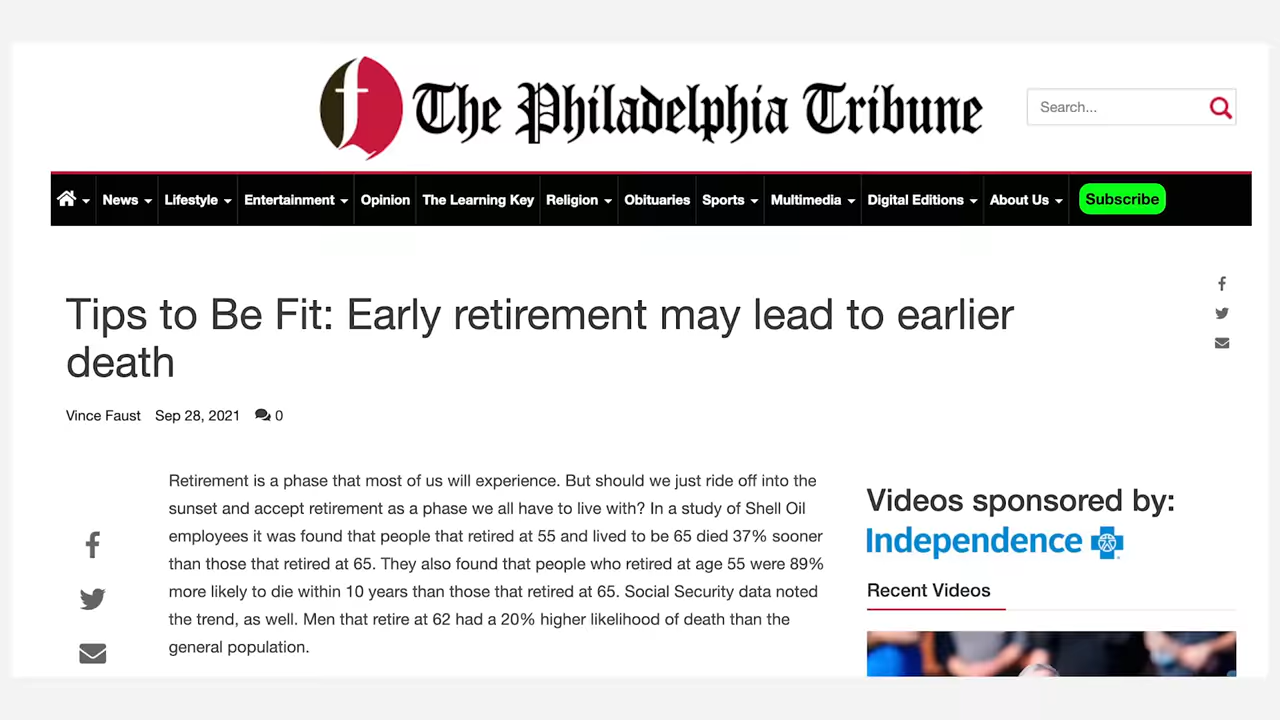 The Philadelphia Tribune
Search...
News
Lifestyle
Entertainment
Opinion
The Learning Key
Religion
Obituaries
Sports
Multimedia
Digital Editions
About Us
Subscribe
Tips to Be Fit: Early retirement may lead to earlier
death
Vince Faust Sep 28, 2021 0
Retirement is a phase that most of us will experience. But should we just ride off into the
sunset and accept retirement as a phase we all have to live with? In a study of Shell Oil
employees it was found that people that retired at 55 and lived to be 65 died 37% sooner
than those that retired at 65. They also found that people who retired at age 55 were 89%
more likely to die within 10 years than those that retired at 65. Social Security data noted
the trend, as well. Men that retire at 62 had a 20% higher likelihood of death than the
general population.
Videos sponsored by:
Independence
Recent Videos